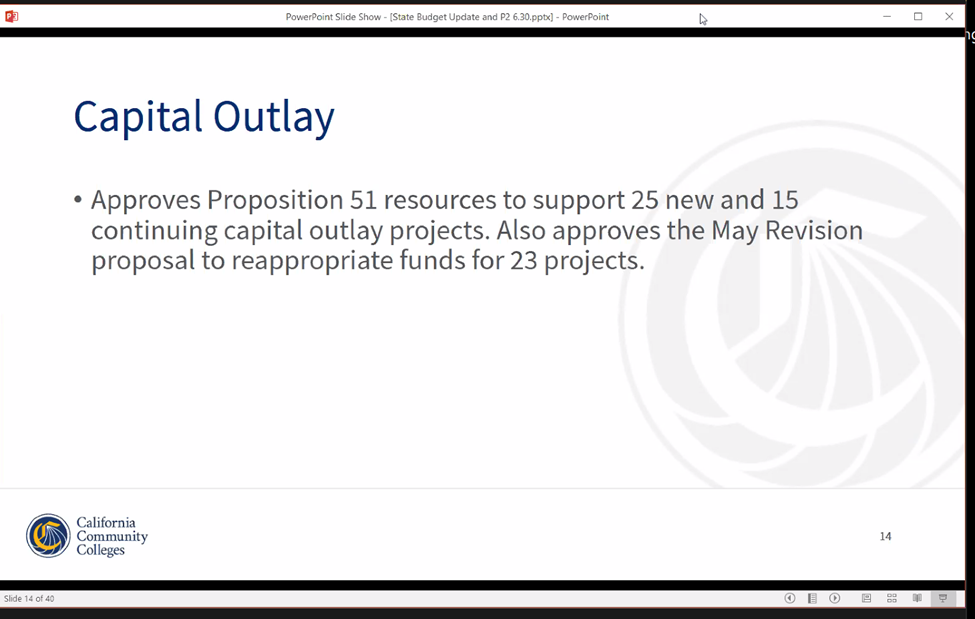 PowerPoint Slide Show - [State Budget Update and P2 6.30.pptx] - PowerPoint
Capital Outlay
• Approves Proposition 51 resources to support 25 new and 15
continuing capital outlay projects. Also approves the May Revision
proposal to reappropriate funds for 23 projects.
California
Community
Colleges
14
Slide 14 of 40